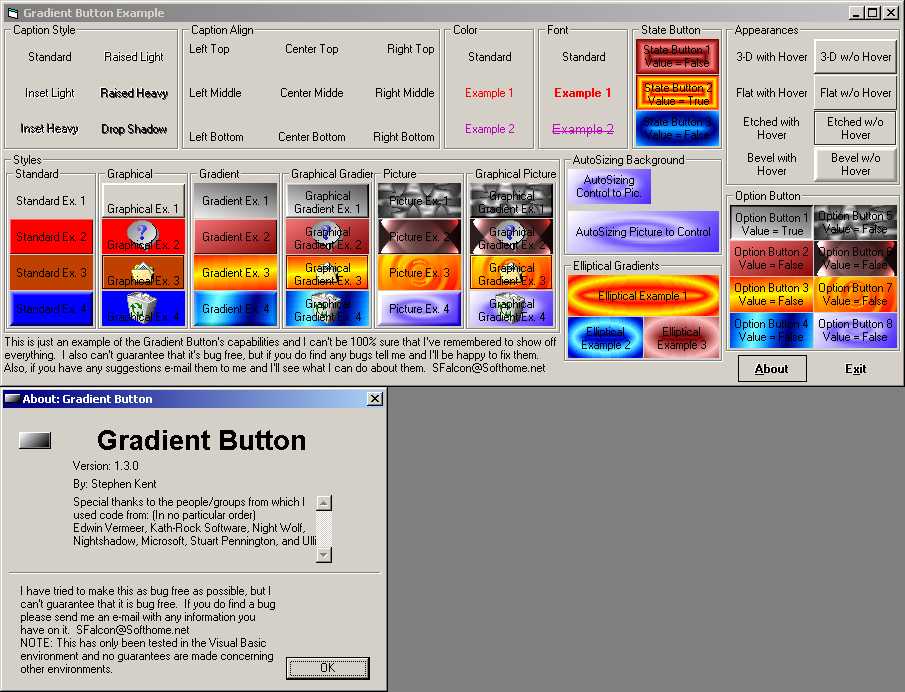 Gradient Button Example
Caption Style
Standard
Raised Light
Inset Light
Raised Heavy
Inset Heavy
Drop Shadow
Caption Align
Left Top
Center Top
Right Top
Left Middle
Center Middle
Right Middle
Left Bottom
Center Bottom
Right Bottom
Color
Standard
Example 1
Example 2
Font
Standard
Example 1
Example 2
State Button
State Button 1
Value = False
State Button 2
Value = True
State Button 3
Value = False
Appearances
3-D with Hover
3-D w/o Hover
Flat with Hover
Flat w/o Hover
Etched with
Hover
Etched w/o
Hover
Bevel with
Hover
Bevel w/o
Hover
Styles
Standard
Standard Ex. 1
Standard Ex. 2
Standard Ex. 3
Standard Ex. 4
Graphical
Graphical Ex. 1
Graphical Ex. 2
Graphical Ex. 3
Graphical Ex. 4
Gradient
Gradient Ex. 1
Gradient Ex. 2
Gradient Ex. 3
Gradient Ex. 4
Graphical Gradier
Graphical
Gradient Ex. 1
Graphical
Gradient Ex. 2
Graphical
Gradient Ex. 3
Graphical
Gradient Ex. 4
Picture
Picture Ex. 1
Picture Ex. 2
Picture Ex. 3
Picture Ex. 4
Graphical Picture
Graphical
Picture Ex. 1
Graphical
Picture Ex. 2
Graphical
Picture Ex. 3
Graphical
Picture Ex. 4
AutoSizing Background
AutoSizing
Control to Pic.
AutoSizing Picture to Control
Elliptical Gradients
Elliptical Example 1
Elliptical
Example 2
Elliptical
Example 3
Option Button
Option Button 1
Value = True
Option Button 5
Value = False
Option Button 2
Value = False
Option Button 6
Value = False
Option Button 3
Value = False
Option Button 7
Value = False
Option Button 4
Value = False
Option Button 8
Value = False
This is just an example of the Gradient Button's capabilities and I can't be 100% sure that I've remembered to show off
everything. I also can't guarantee that it's bug free, but if you do find any bugs tell me and I'll be happy to fix them.
Also, if you have any suggestions e-mail them to me and I'll see what I can do about them. SFalcon@Softhome.net
About
Exit
About: Gradient Button
Gradient Button
Version: 1.3.0
By: Stephen Kent
Special thanks to the people/groups from which I
used code from: (In no particular order)
Edwin Vermeer, Kath-Rock Software, Night Wolf,
Nightshadow, Microsoft, Stuart Pennington, and Ulli
I have tried to make this as bug free as possible, but I
can't guarantee that it is bug free. If you do find a bug
please send me an e-mail with any information you
have on it. SFalcon@Softhome.net
NOTE: This has only been tested in the Visual Basic
environment and no guarantees are made concerning
other environments.
OK